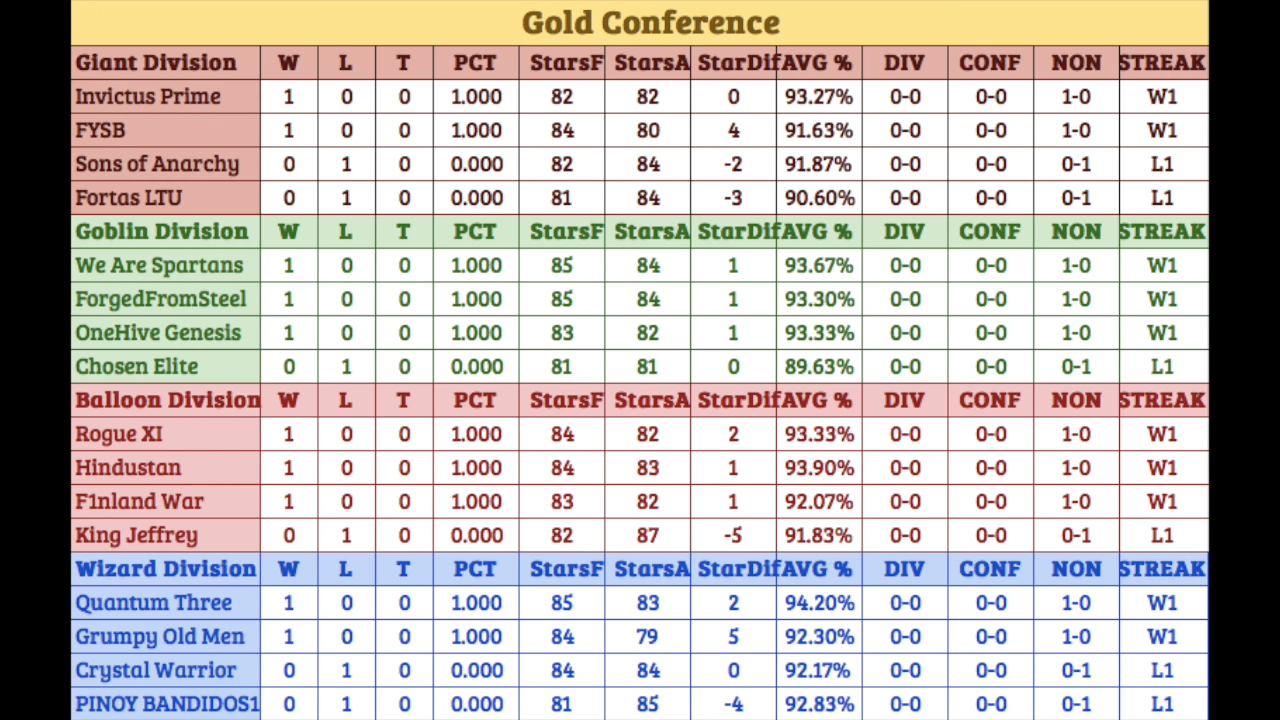 Gold Conference
Giant Division W L T PCT StarsF StarsA StarDif AVG % DIV CONF NON STREAK
Invictus Prime 1 0 0 1.000 82 82 0 93.27% 0-0 0-0 1-0 W1
FYSB 1 0 0 1.000 84 80 4 91.63% 0-0 0-0 1-0 W1
Sons of Anarchy 0 1 0 0.000 82 84 -2 91.87% 0-0 0-0 0-1 L1
Fortas LTU 0 1 0 0.000 81 84 -3 90.60% 0-0 0-0 0-1 L1
Goblin Division W L T PCT StarsF StarsA StarDif AVG % DIV CONF NON STREAK
We Are Spartans 1 0 0 1.000 85 84 1 93.67% 0-0 0-0 1-0 W1
ForgedFromSteel 1 0 0 1.000 85 84 1 93.30% 0-0 0-0 1-0 W1
OneHive Genesis 1 0 0 1.000 83 82 1 93.33% 0-0 0-0 1-0 W1
Chosen Elite 0 1 0 0.000 81 81 0 89.63% 0-0 0-0 0-1 L1
Balloon Division W L T PCT StarsF StarsA StarDif AVG % DIV CONF NON STREAK
Rogue XI 1 0 0 1.000 84 82 2 93.33% 0-0 0-0 1-0 W1
Hindustan 1 0 0 1.000 84 83 1 93.90% 0-0 0-0 1-0 W1
F1nland War 1 0 0 1.000 83 82 1 92.07% 0-0 0-0 1-0 W1
King Jeffrey 0 1 0 0.000 82 87 -5 91.83% 0-0 0-0 0-1 L1
Wizard Division W L T PCT StarsF StarsA StarDif AVG % DIV CONF NON STREAK
Quantum Three 1 0 0 1.000 85 83 2 94.20% 0-0 0-0 1-0 W1
Grumpy Old Men 1 0 0 1.000 84 79 5 92.30% 0-0 0-0 1-0 W1
Crystal Warrior 0 1 0 0.000 84 84 0 92.17% 0-0 0-0 0-1 L1
PINOY BANDIDOS1 0 1 0 0.000 81 85 -4 92.83% 0-0 0-0 0-1 L1